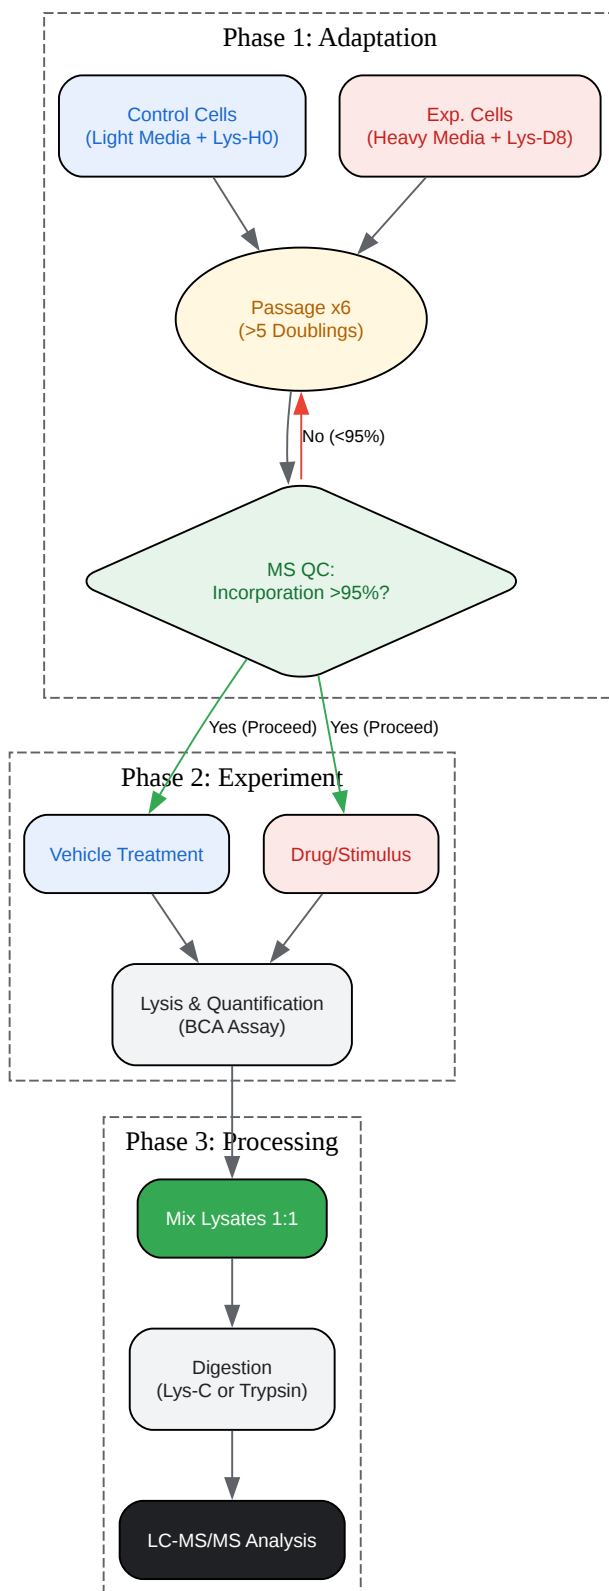 Phase 1: Adaptation
Control Cells
(Light Media + Lys-H0)
Exp. Cells
(Heavy Media + Lys-D8)
Passage x6
(>5 Doublings)
No (<95%)
MS QC:
Incorporation >95%?
Yes (Proceed)
Yes (Proceed)
Phase 2: Experiment
Vehicle Treatment
Drug/Stimulus
Lysis & Quantification
(BCA Assay)
Phase 3: Processing
Mix Lysates 1:1
Digestion
(Lys-C or Trypsin)
LC-MS/MS Analysis